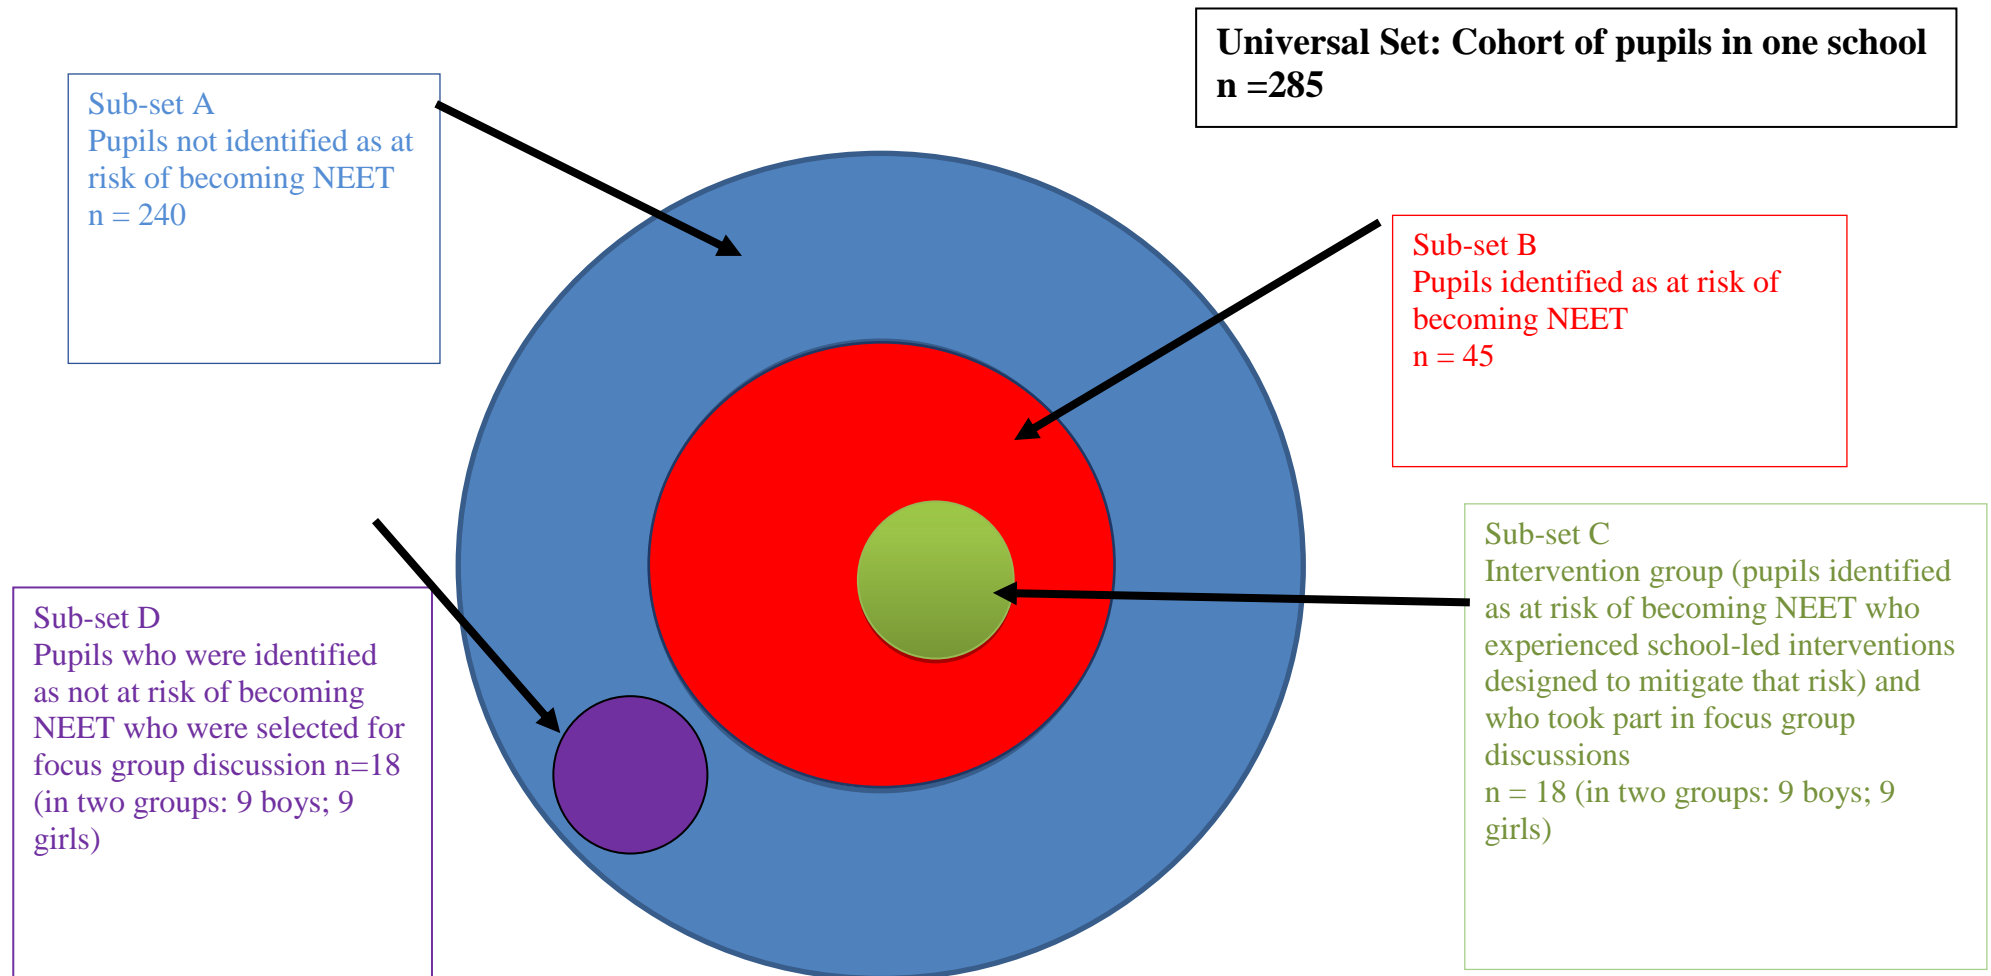 Universal Set: Cohort of pupils in one school
n =285
Sub-set A
Pupils not identified as at
risk of becoming NEET
n = 240
Sub-set B
Pupils identified as at risk of
becoming NEET
n = 45
Sub-set C
Intervention group (pupils identified
as at risk of becoming NEET who
experienced school-led interventions
designed to mitigate that risk) and
who took part in focus group
discussions
n = 18 (in two groups: 9 boys; 9
girls)
Sub-set D
Pupils who were identified
as not at risk of becoming
NEET who were selected for
focus group discussion n=18
(in two groups: 9 boys; 9
girls)